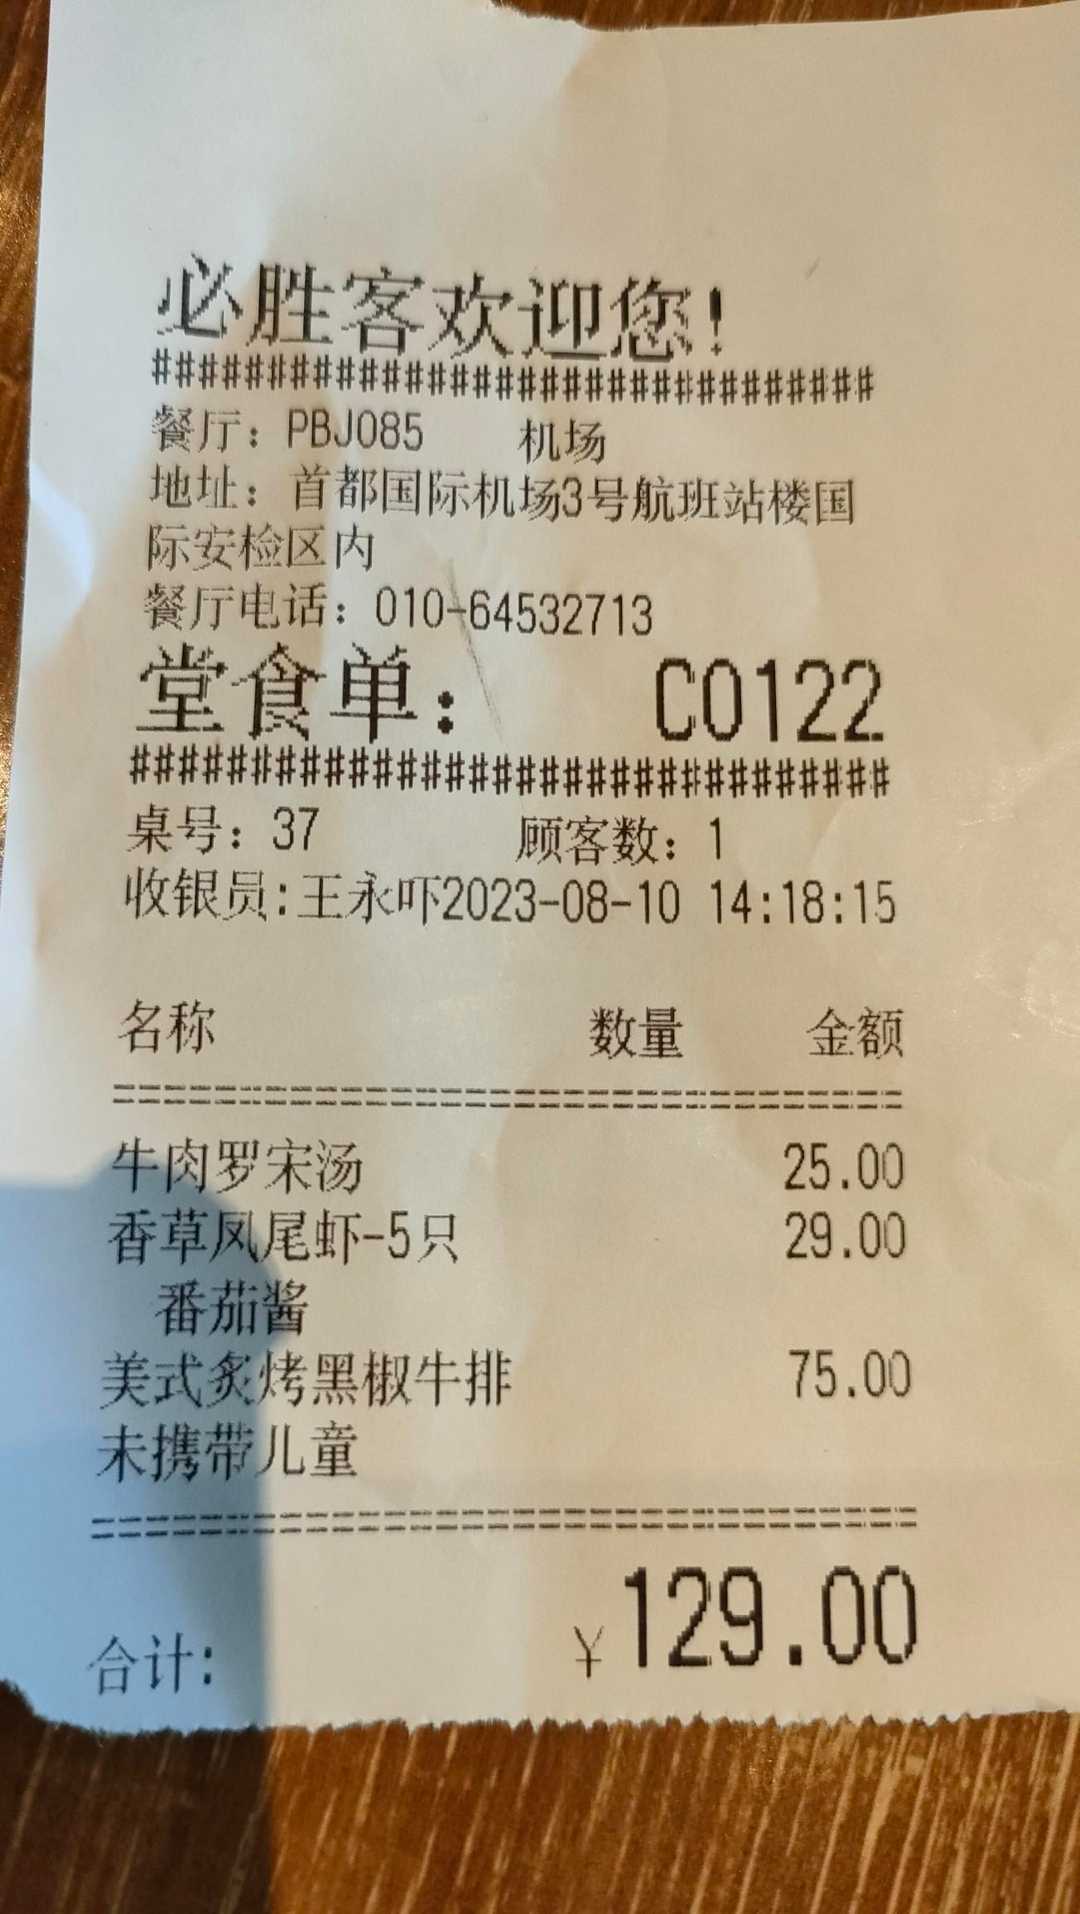 必胜客欢迎您!
################################
餐厅：PBJ085 机场
地址：首都国际机场3号航班站楼国
际安检区内
餐厅电话：010-64532713
堂食单： C0122
################################
桌号：37 顾客数：1
收银员:王永吓2023-08-10 14:18:15
名称 数量 金额
================================
牛肉罗宋汤 25.00
香草凤尾虾-5只 29.00
番茄酱
美式炙烤黑椒牛排 75.00
未携带儿童
================================
合计: ￥129.00